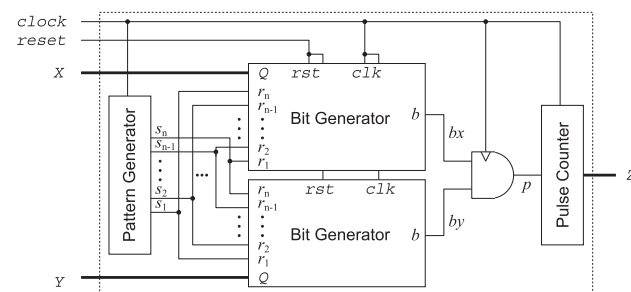 clock
reset
X
Q rst clk
r_n
r_n-1
r_2
r_1
Bit Generator
b
bx
Pattern Generator
s_n
s_n-1
s_2
s_1
p
Pulse Counter
Z
rst clk
r_n
r_n-1
r_2
r_1
Bit Generator
b
by
Y
Q